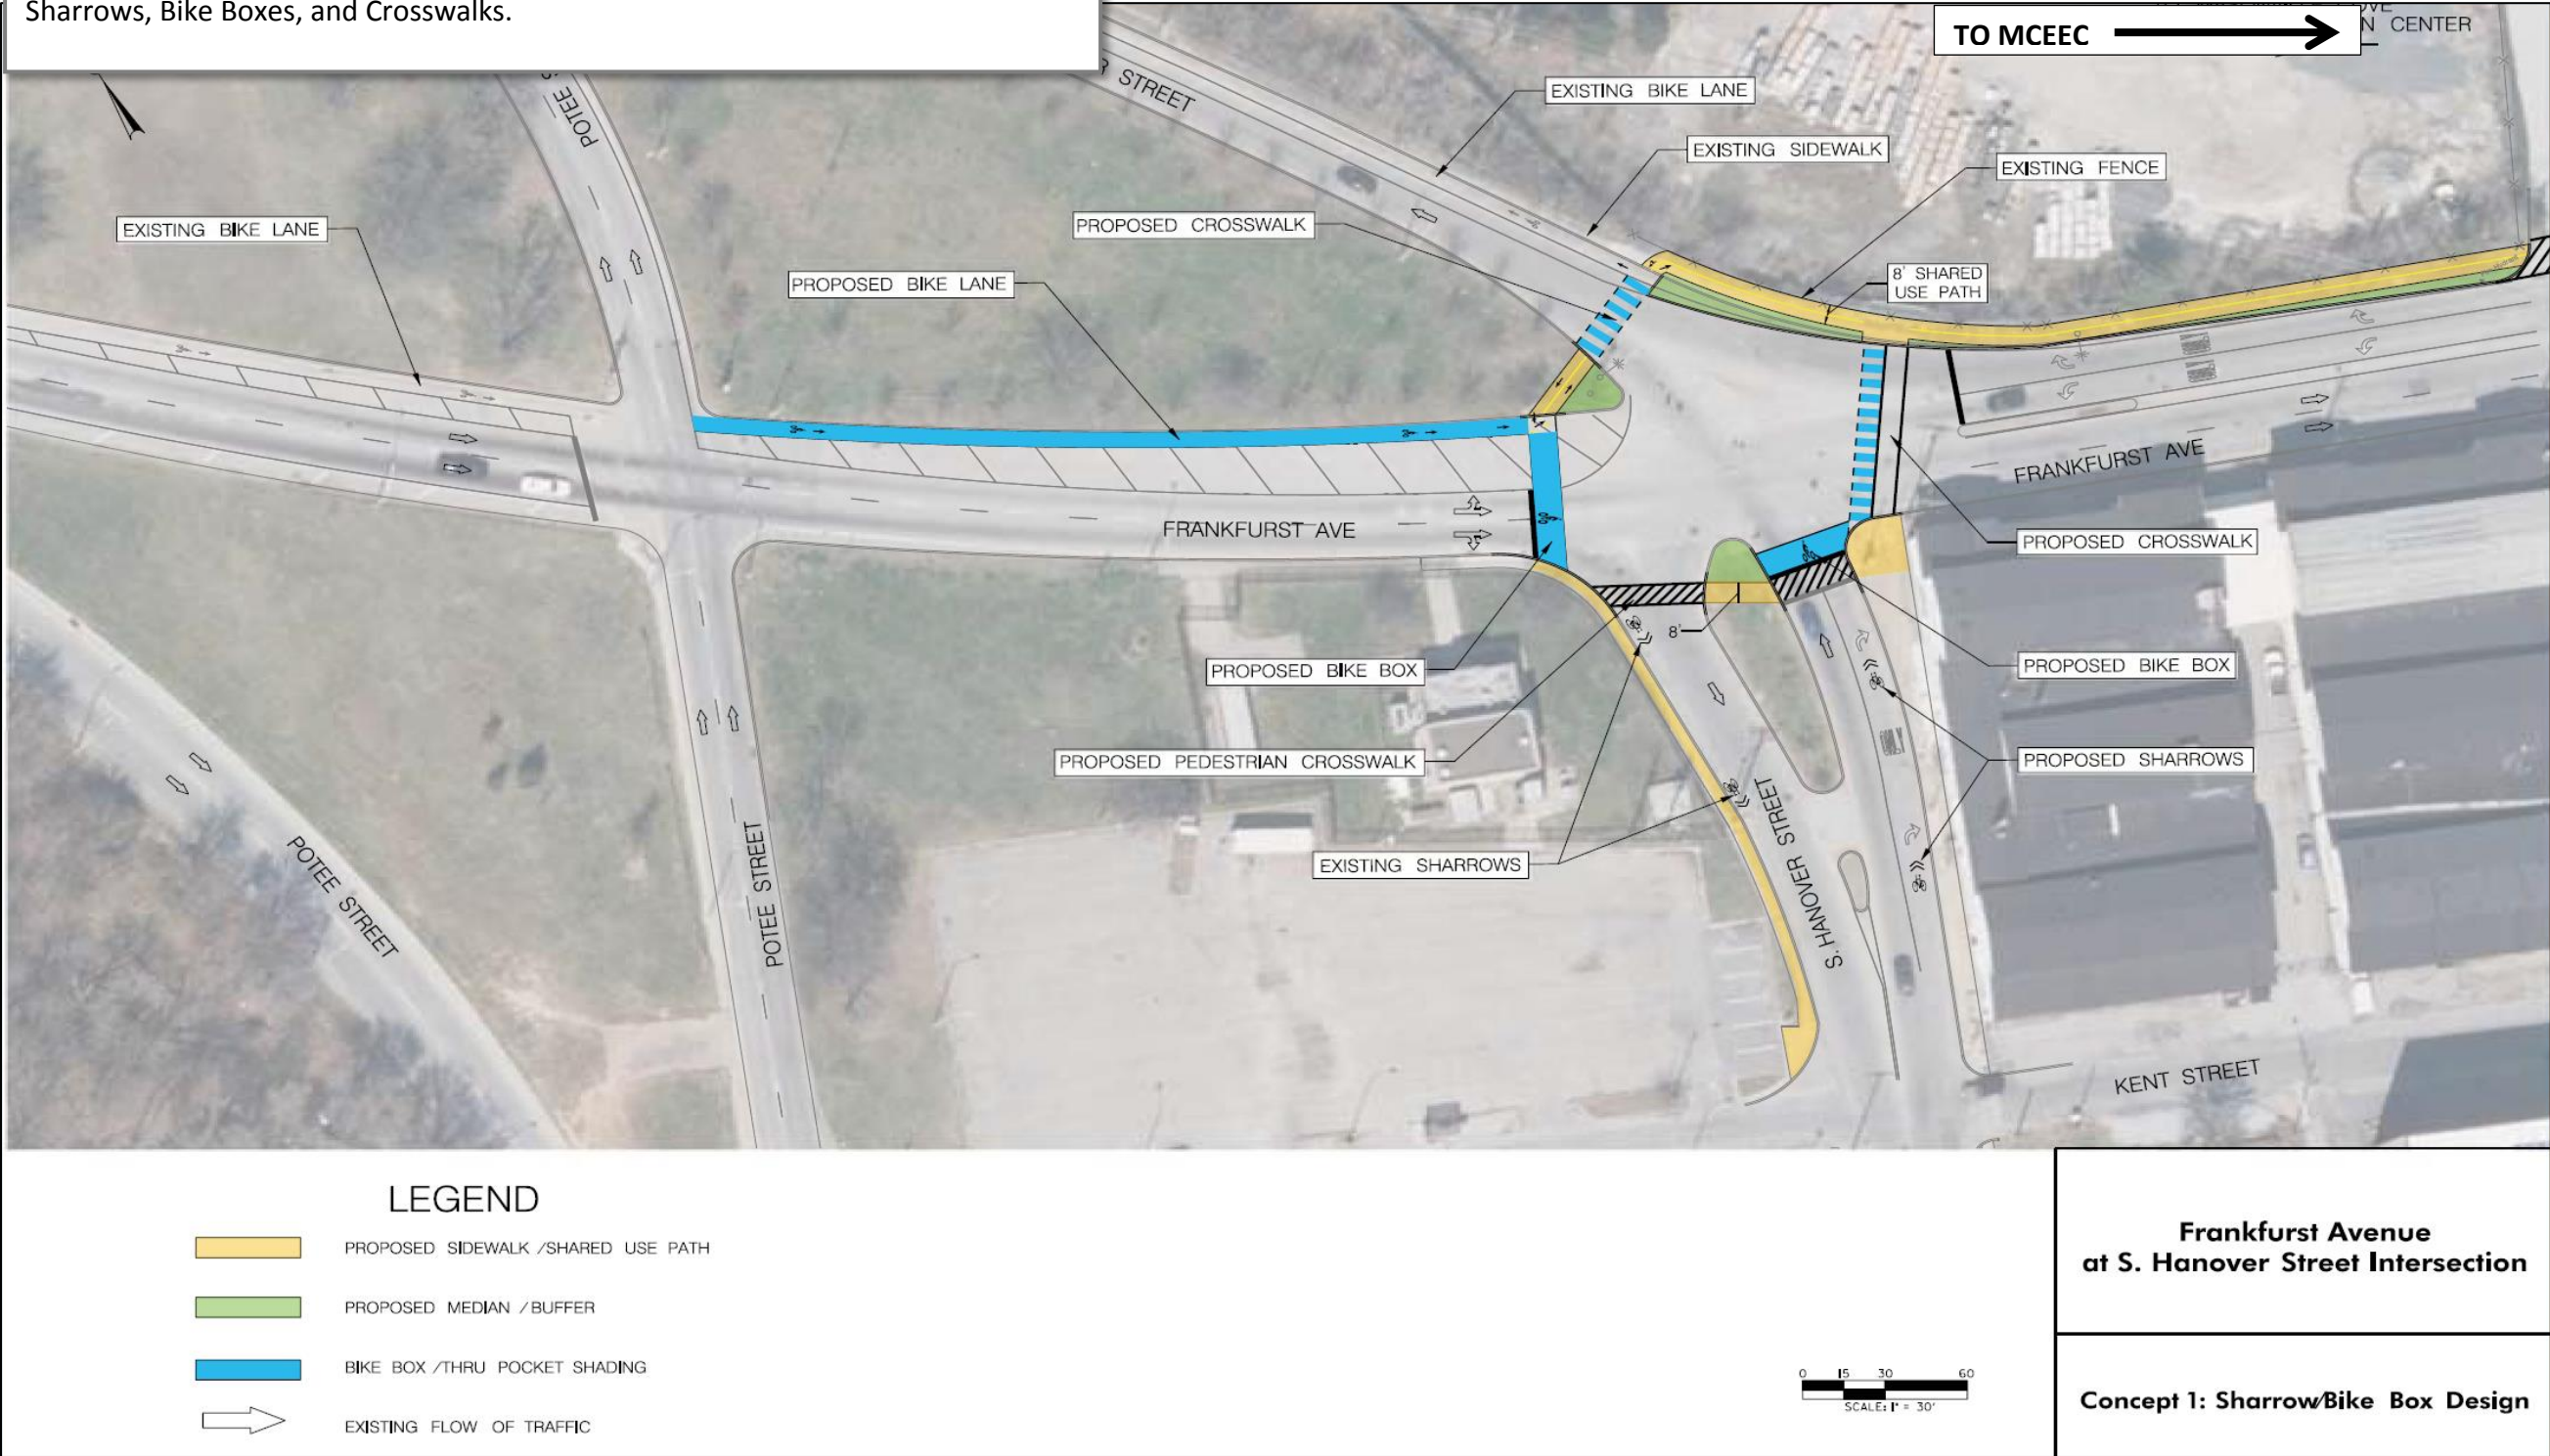 Sharrows, Bike Boxes, and Crosswalks.
TO MCEEC
N CENTER
STREET
POTEE S
EXISTING BIKE LANE
EXISTING SIDEWALK
EXISTING FENCE
EXISTING BIKE LANE
PROPOSED CROSSWALK
PROPOSED BIKE LANE
8' SHARED
USE PATH
FRANKFURST AVE
FRANKFURST AVE
PROPOSED CROSSWALK
PROPOSED BIKE BOX
8'
PROPOSED BIKE BOX
PROPOSED PEDESTRIAN CROSSWALK
PROPOSED SHARROWS
EXISTING SHARROWS
POTEE STREET
POTEE STREET
S. HANOVER STREET
KENT STREET
LEGEND
PROPOSED SIDEWALK /SHARED USE PATH
PROPOSED MEDIAN /BUFFER
BIKE BOX /THRU POCKET SHADING
EXISTING FLOW OF TRAFFIC
0 15 30 60
SCALE: 1" = 30'
Frankfurst Avenue
at S. Hanover Street Intersection
Concept 1: Sharrow/Bike Box Design